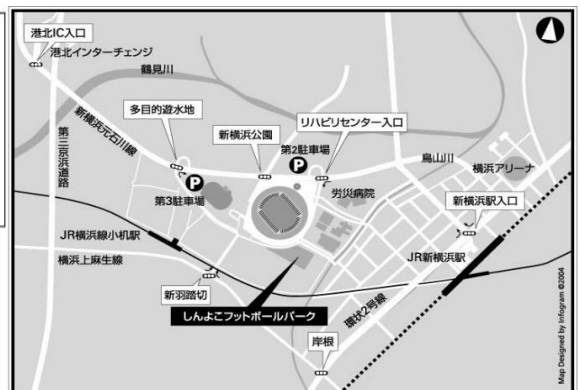 港北IC入口
港北インターチェンジ
鶴見川
多目的遊水地
リハビリセンター入口
新横浜元石川線
新横浜公園
第2駐車場
P
鳥山川
横浜アリーナ
第三京浜道路
P
第3駐車場
労災病院
新横浜駅入口
JR横浜線小机駅
横浜上麻生線
JR新横浜駅
新羽踏切
しんよこフットボールパーク
環状2号線
岸根
Map Designed by Infogram ©2004